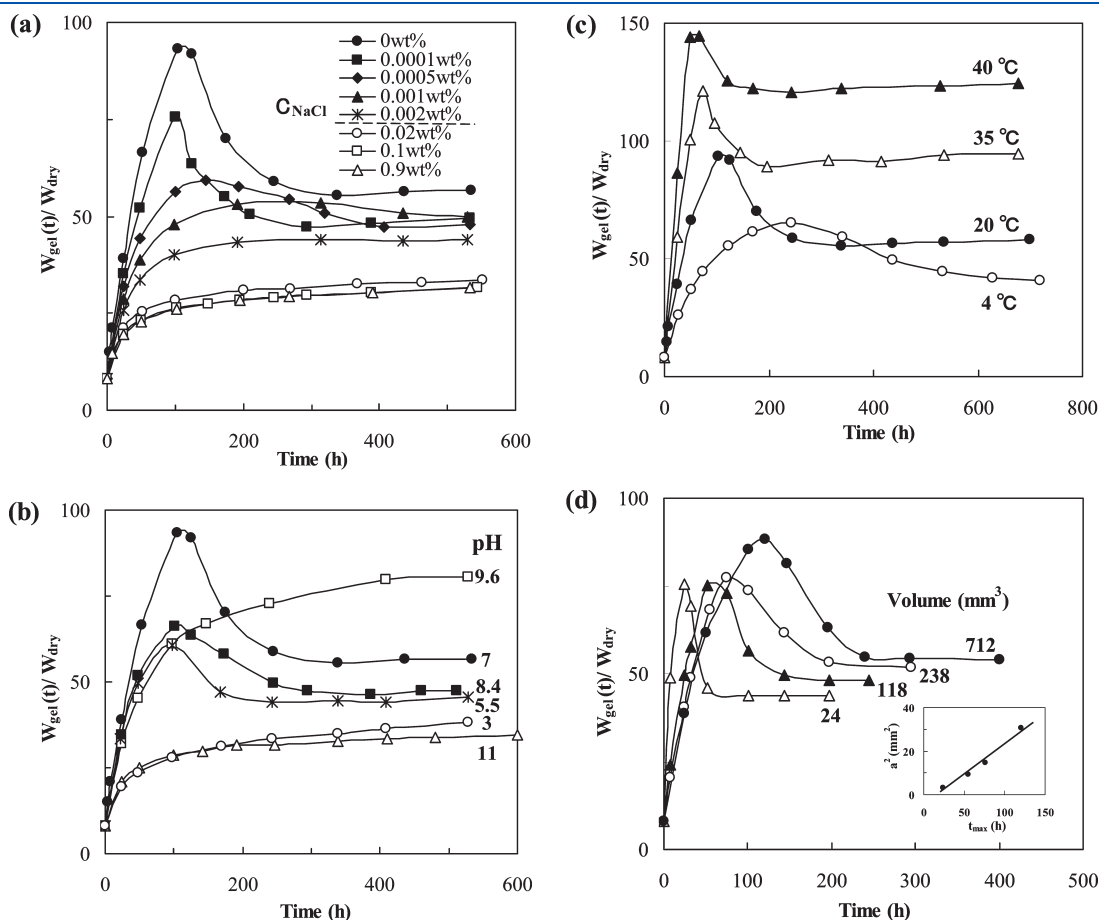 (a)
100
50
0
W_gel(t)/ W_dry
C_NaCl
0wt%
0.0001wt%
0.0005wt%
0.001wt%
0.002wt%
0.02wt%
0.1wt%
0.9wt%
0 200 400 600
Time (h)
(b)
100
50
0
W_gel(t)/ W_dry
pH
9.6
7
8.4
5.5
3
11
0 200 400 600
Time (h)
(c)
150
100
50
0
W_gel(t)/ W_dry
40 ℃
35 ℃
20 ℃
4 ℃
0 200 400 600 800
Time (h)
(d)
100
50
0
W_gel(t)/ W_dry
Volume (mm³)
712
238
118
24
40
20
0
a² (mm²)
0 50 100 150
t_max (h)
0 100 200 300 400 500
Time (h)